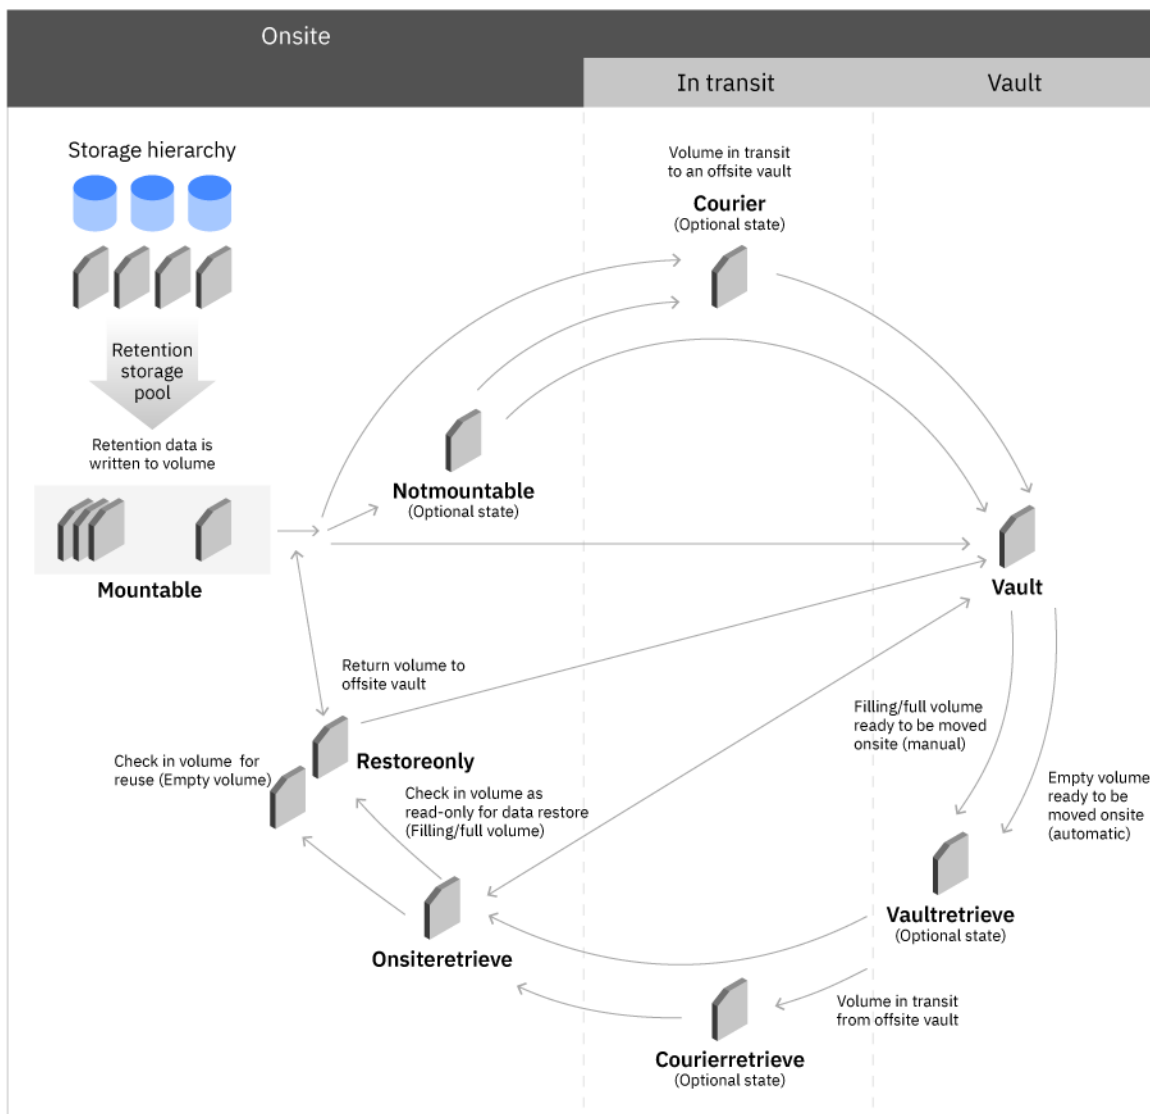 Onsite
In transit
Vault
Storage hierarchy
Retention
storage
pool
Retention data is
written to volume
Mountable
Volume in transit
to an offsite vault
Courier
(Optional state)
Notmountable
(Optional state)
Vault
Return volume to
offsite vault
Restoreonly
Check in volume for
reuse (Empty volume)
Check in volume as
read-only for data restore
(Filling/full volume)
Filling/full volume
ready to be moved
onsite (manual)
Empty volume
ready to be
moved onsite
(automatic)
Vaultretrieve
(Optional state)
Onsiteretrieve
Volume in transit
from offsite vault
Courierretrieve
(Optional state)